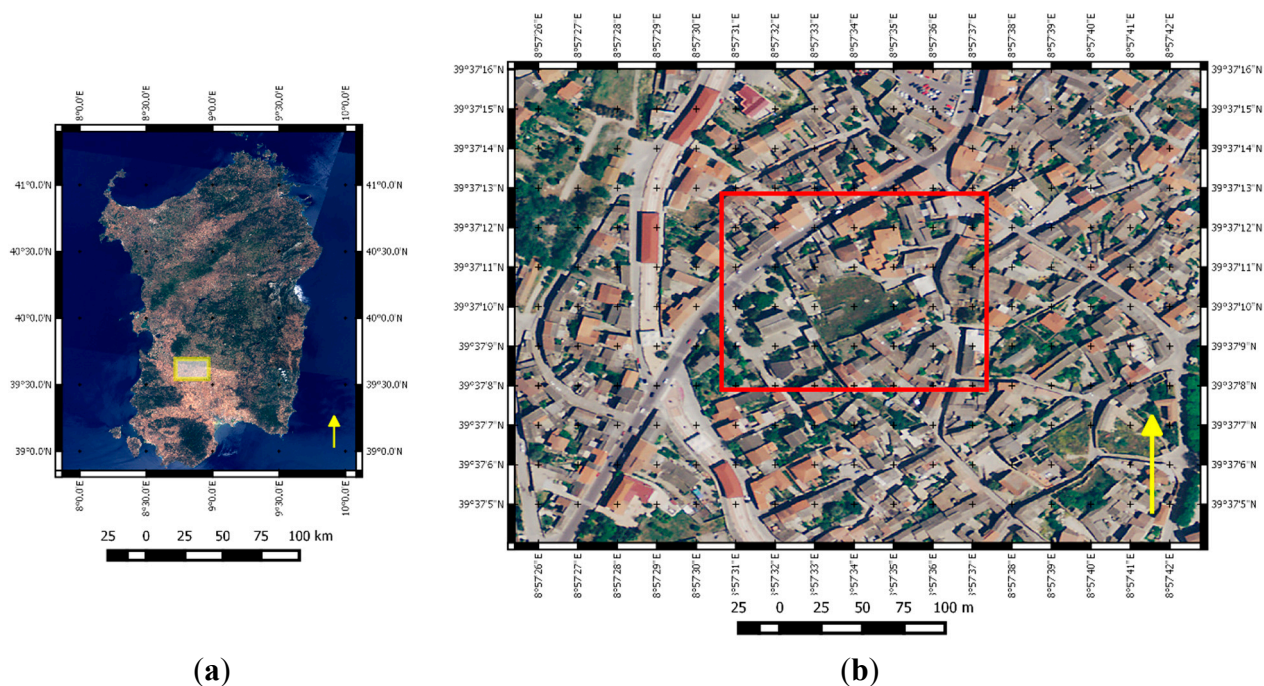 8°0.0'E
8°30.0'E
9°0.0'E
9°30.0'E
10°0.0'E
41°0.0'N
41°0.0'N
40°30.0'N
40°30.0'N
40°0.0'N
40°0.0'N
39°30.0'N
39°30.0'N
39°0.0'N
39°0.0'N
8°0.0'E
8°30.0'E
9°0.0'E
9°30.0'E
10°0.0'E
25 0 25 50 75 100 km
(a)
8°57'26"E
8°57'27"E
8°57'28"E
8°57'29"E
8°57'30"E
8°57'31"E
8°57'32"E
8°57'33"E
8°57'34"E
8°57'35"E
8°57'36"E
8°57'37"E
8°57'38"E
8°57'39"E
8°57'40"E
8°57'41"E
8°57'42"E
39°37'16"N
39°37'16"N
39°37'15"N
39°37'15"N
39°37'14"N
39°37'14"N
39°37'13"N
39°37'13"N
39°37'12"N
39°37'12"N
39°37'11"N
39°37'11"N
39°37'10"N
39°37'10"N
39°37'9"N
39°37'9"N
39°37'8"N
39°37'8"N
39°37'7"N
39°37'7"N
39°37'6"N
39°37'6"N
39°37'5"N
39°37'5"N
8°57'26"E
8°57'27"E
8°57'28"E
8°57'29"E
8°57'30"E
8°57'31"E
8°57'32"E
8°57'33"E
8°57'34"E
8°57'35"E
8°57'36"E
8°57'37"E
8°57'38"E
8°57'39"E
8°57'40"E
8°57'41"E
8°57'42"E
25 0 25 50 75 100 m
(b)